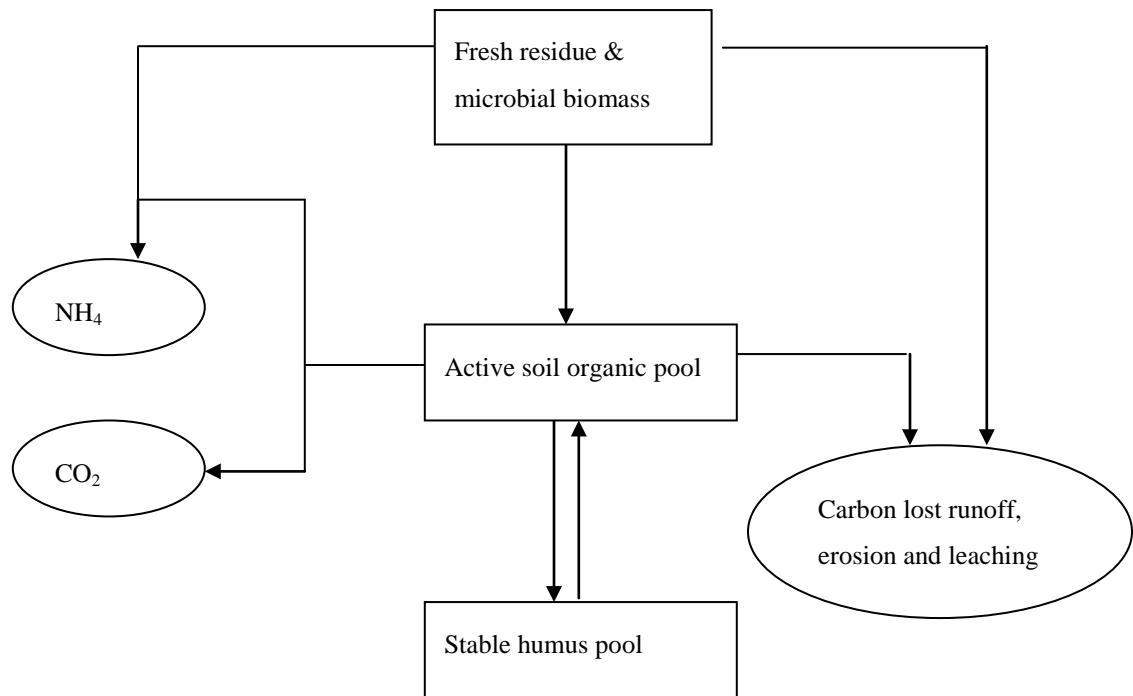 Fresh residue &
microbial biomass
NH₄
Active soil organic pool
CO₂
Carbon lost runoff,
erosion and leaching
Stable humus pool